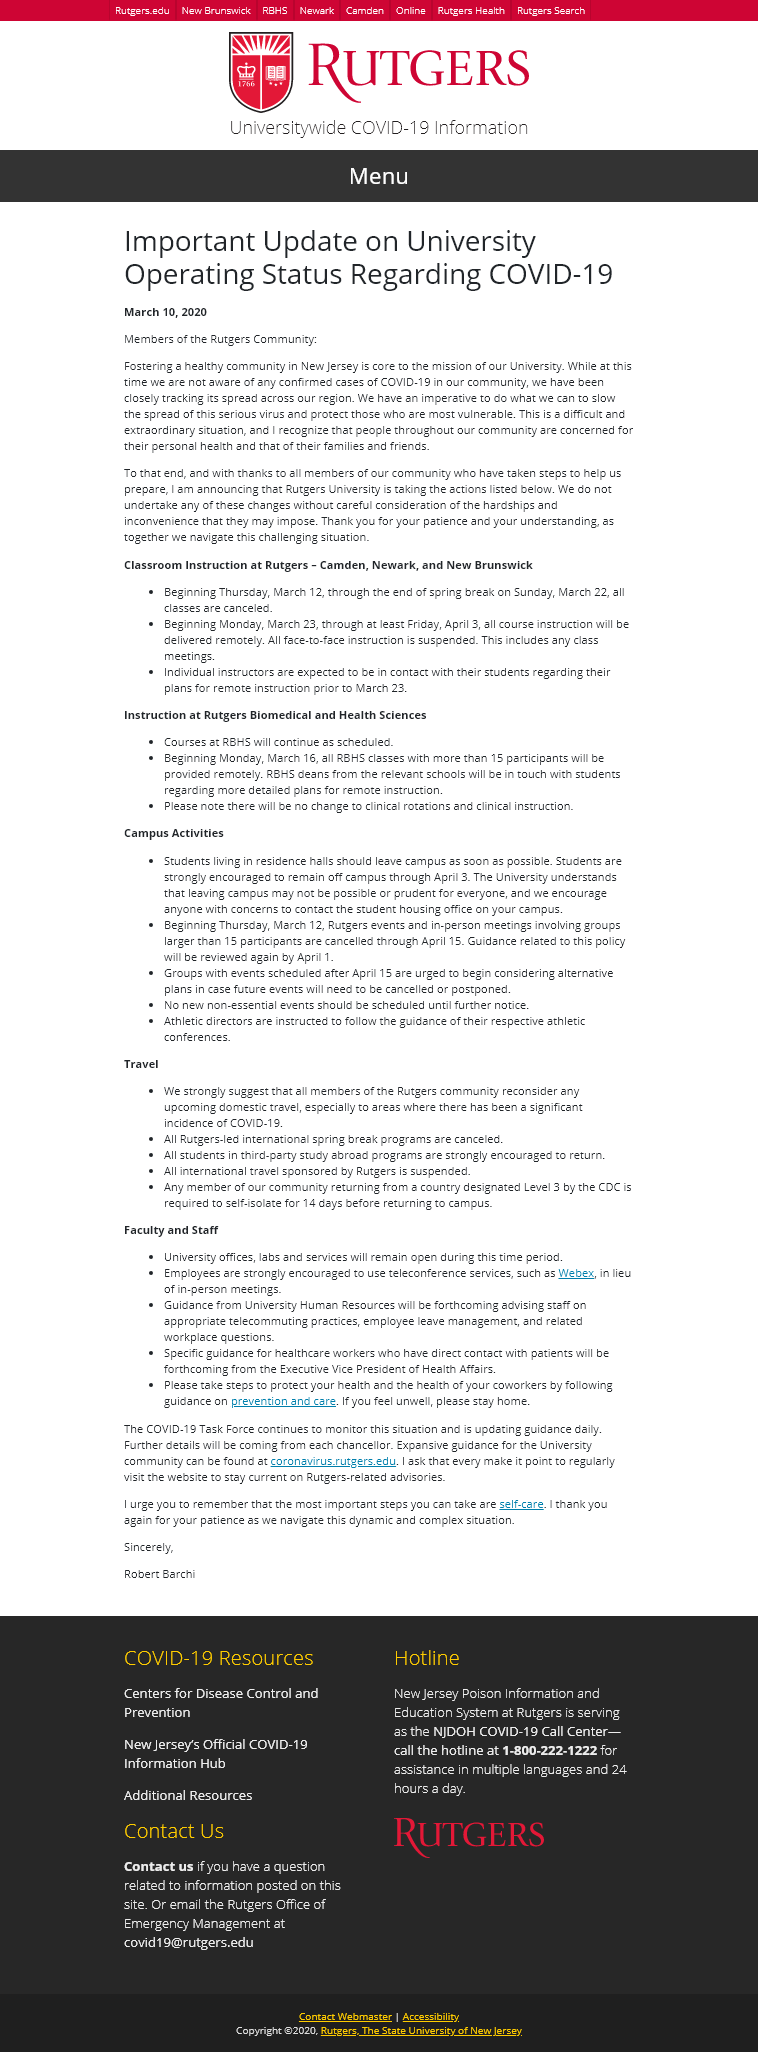 Rutgers.edu New Brunswick RBHS Newark Camden Online Rutgers Health Rutgers Search
1766
RUTGERS
Universitywide COVID-19 Information
Menu
Important Update on University
Operating Status Regarding COVID-19
March 10, 2020
Members of the Rutgers Community:
Fostering a healthy community in New Jersey is core to the mission of our University. While at this
time we are not aware of any confirmed cases of COVID-19 in our community, we have been
closely tracking its spread across our region. We have an imperative to do what we can to slow
the spread of this serious virus and protect those who are most vulnerable. This is a difficult and
extraordinary situation, and I recognize that people throughout our community are concerned for
their personal health and that of their families and friends.
To that end, and with thanks to all members of our community who have taken steps to help us
prepare, I am announcing that Rutgers University is taking the actions listed below. We do not
undertake any of these changes without careful consideration of the hardships and
inconvenience that they may impose. Thank you for your patience and your understanding, as
together we navigate this challenging situation.
Classroom Instruction at Rutgers – Camden, Newark, and New Brunswick
• Beginning Thursday, March 12, through the end of spring break on Sunday, March 22, all
classes are canceled.
• Beginning Monday, March 23, through at least Friday, April 3, all course instruction will be
delivered remotely. All face-to-face instruction is suspended. This includes any class
meetings.
• Individual instructors are expected to be in contact with their students regarding their
plans for remote instruction prior to March 23.
Instruction at Rutgers Biomedical and Health Sciences
• Courses at RBHS will continue as scheduled.
• Beginning Monday, March 16, all RBHS classes with more than 15 participants will be
provided remotely. RBHS deans from the relevant schools will be in touch with students
regarding more detailed plans for remote instruction.
• Please note there will be no change to clinical rotations and clinical instruction.
Campus Activities
• Students living in residence halls should leave campus as soon as possible. Students are
strongly encouraged to remain off campus through April 3. The University understands
that leaving campus may not be possible or prudent for everyone, and we encourage
anyone with concerns to contact the student housing office on your campus.
• Beginning Thursday, March 12, Rutgers events and in-person meetings involving groups
larger than 15 participants are cancelled through April 15. Guidance related to this policy
will be reviewed again by April 1.
• Groups with events scheduled after April 15 are urged to begin considering alternative
plans in case future events will need to be cancelled or postponed.
• No new non-essential events should be scheduled until further notice.
• Athletic directors are instructed to follow the guidance of their respective athletic
conferences.
Travel
• We strongly suggest that all members of the Rutgers community reconsider any
upcoming domestic travel, especially to areas where there has been a significant
incidence of COVID-19.
• All Rutgers-led international spring break programs are canceled.
• All students in third-party study abroad programs are strongly encouraged to return.
• All international travel sponsored by Rutgers is suspended.
• Any member of our community returning from a country designated Level 3 by the CDC is
required to self-isolate for 14 days before returning to campus.
Faculty and Staff
• University offices, labs and services will remain open during this time period.
• Employees are strongly encouraged to use teleconference services, such as Webex, in lieu
of in-person meetings.
• Guidance from University Human Resources will be forthcoming advising staff on
appropriate telecommuting practices, employee leave management, and related
workplace questions.
• Specific guidance for healthcare workers who have direct contact with patients will be
forthcoming from the Executive Vice President of Health Affairs.
• Please take steps to protect your health and the health of your coworkers by following
guidance on prevention and care. If you feel unwell, please stay home.
The COVID-19 Task Force continues to monitor this situation and is updating guidance daily.
Further details will be coming from each chancellor. Expansive guidance for the University
community can be found at coronavirus.rutgers.edu. I ask that every make it point to regularly
visit the website to stay current on Rutgers-related advisories.
I urge you to remember that the most important steps you can take are self-care. I thank you
again for your patience as we navigate this dynamic and complex situation.
Sincerely,
Robert Barchi
COVID-19 Resources
Centers for Disease Control and
Prevention
New Jersey's Official COVID-19
Information Hub
Additional Resources
Contact Us
Contact us if you have a question
related to information posted on this
site. Or email the Rutgers Office of
Emergency Management at
covid19@rutgers.edu
Hotline
New Jersey Poison Information and
Education System at Rutgers is serving
as the NJDOH COVID-19 Call Center—
call the hotline at 1-800-222-1222 for
assistance in multiple languages and 24
hours a day.
RUTGERS
Contact Webmaster | Accessibility
Copyright ©2020, Rutgers, The State University of New Jersey